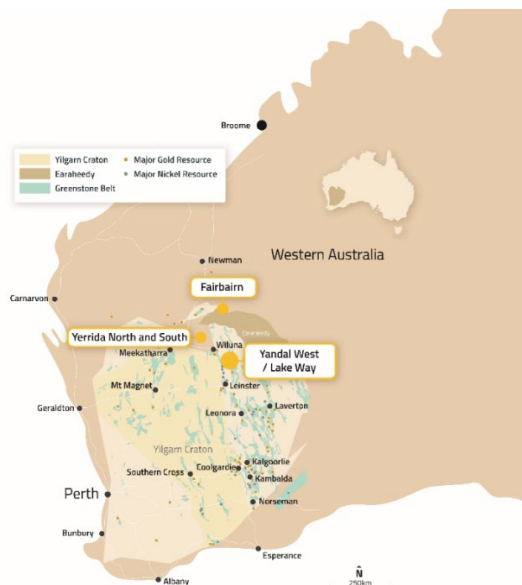 Broome
Yilgarn Craton
Earaheedy
Greenstone Belt
Major Gold Resource
Major Nickel Resource
Western Australia
Newman
Fairbairn
Carnarvon
Earaheedy
Yerrida North and South
Wiluna
Meekatharra
Yandal West
/ Lake Way
Mt Magnet
Leinster
Geraldton
Leonora
Laverton
Yilgarn Craton
Kalgoorlie
Southern Cross
Coolgardie
Kambalda
Perth
Norseman
Bunbury
Esperance
Albany
N
250km